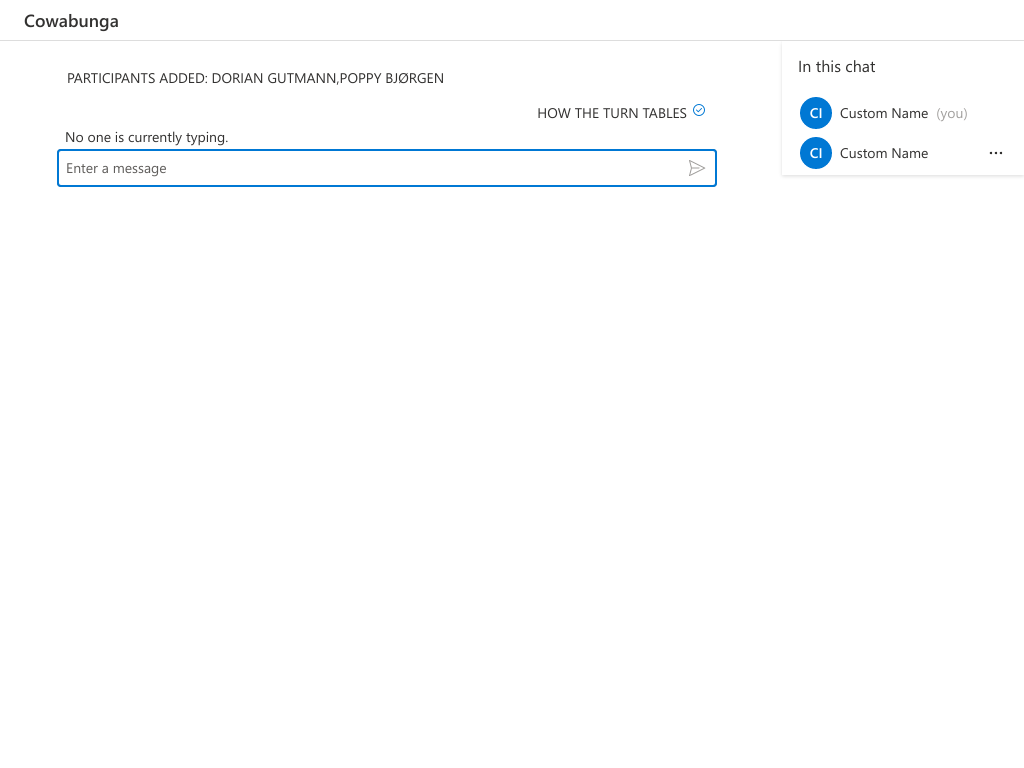 Cowabunga
PARTICIPANTS ADDED: DORIAN GUTMANN,POPPY BJØRGEN
HOW THE TURN TABLES
No one is currently typing.
Enter a message
In this chat
CI Custom Name (you)
CI Custom Name